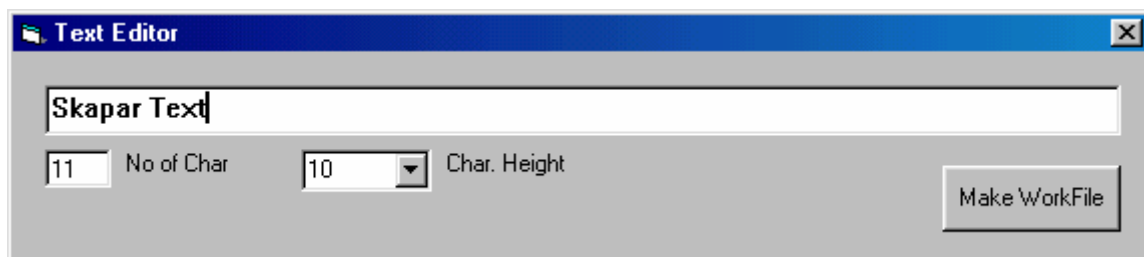 Text Editor
Skapar Text
11 No of Char 10 Char. Height
Make WorkFile